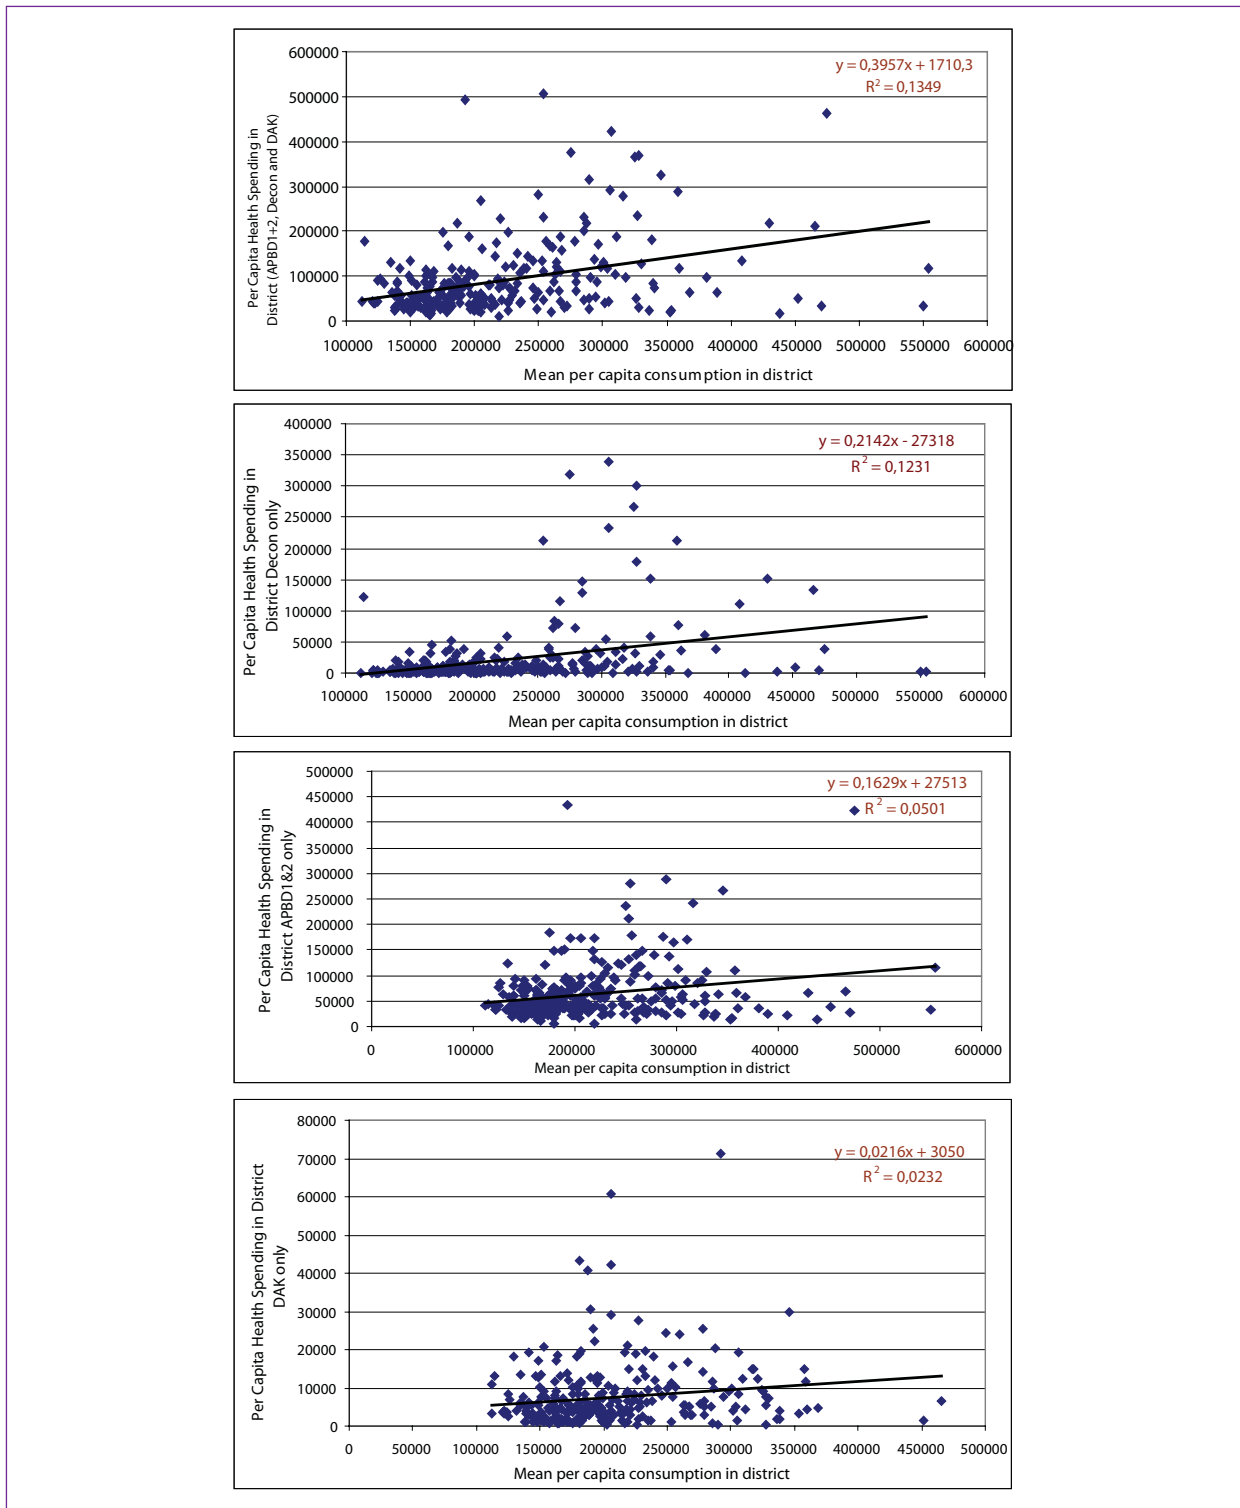 600000
500000
400000
300000
200000
100000
0
Per Capita Health Spending in
District (APBD1+2, Decon and DAK)
y = 0,3957x + 1710,3
R2 = 0,1349
100000 150000 200000 250000 300000 350000 400000 450000 500000 550000 600000
Mean per capita consumption in district
400000
350000
300000
250000
200000
150000
100000
50000
0
Per Capita Health Spending in
District Decon only
y = 0,2142x - 27318
R2 = 0,1231
100000 150000 200000 250000 300000 350000 400000 450000 500000 550000 600000
Mean per capita consumption in district
500000
450000
400000
350000
300000
250000
200000
150000
100000
50000
0
Per Capita Health Spending in
District APBD1&2 only
y = 0,1629x + 27513
R2 = 0,0501
0 100000 200000 300000 400000 500000 600000
Mean per capita consumption in district
80000
70000
60000
50000
40000
30000
20000
10000
0
Per Capita Health Spending in District
DAK only
y = 0,0216x + 3050
R2 = 0,0232
0 50000 100000 150000 200000 250000 300000 350000 400000 450000 500000
Mean per capita consumption in district